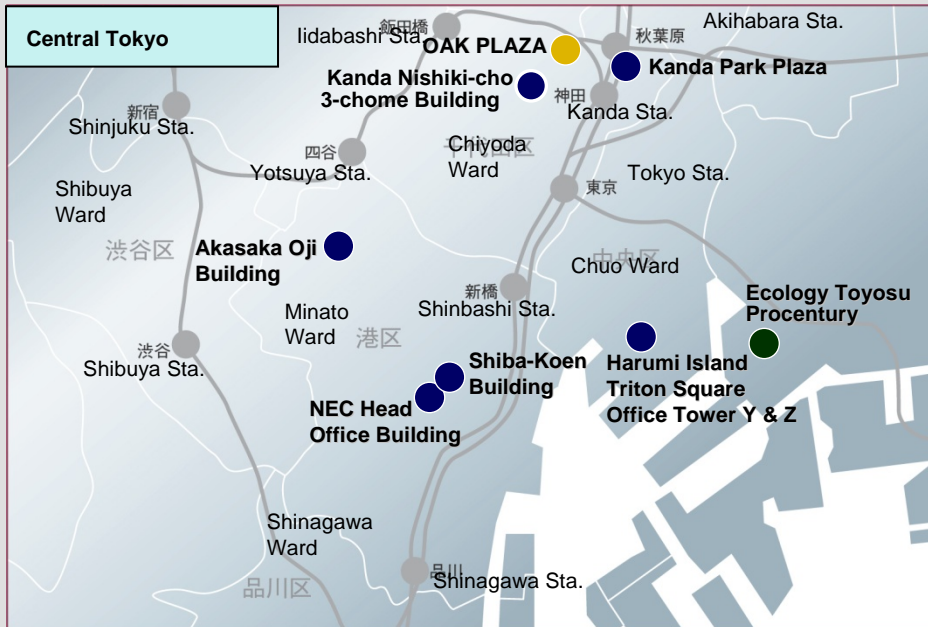 Central Tokyo
飯田橋
Iidabashi Sta.
OAK PLAZA
秋葉原
Akihabara Sta.
Kanda Park Plaza
Kanda Nishiki-cho
3-chome Building
神田
Kanda Sta.
新宿
Shinjuku Sta.
四谷
Yotsuya Sta.
千代田区
Chiyoda
Ward
東京
Tokyo Sta.
Shibuya
Ward
渋谷区
Akasaka Oji
Building
中央区
Chuo Ward
新橋
Shinbashi Sta.
Minato
Ward
港区
Ecology Toyosu
Procentury
渋谷
Shibuya Sta.
Shiba-Koen
Building
Harumi Island
Triton Square
Office Tower Y & Z
NEC Head
Office Building
Shinagawa
Ward
品川区
品川
Shinagawa Sta.